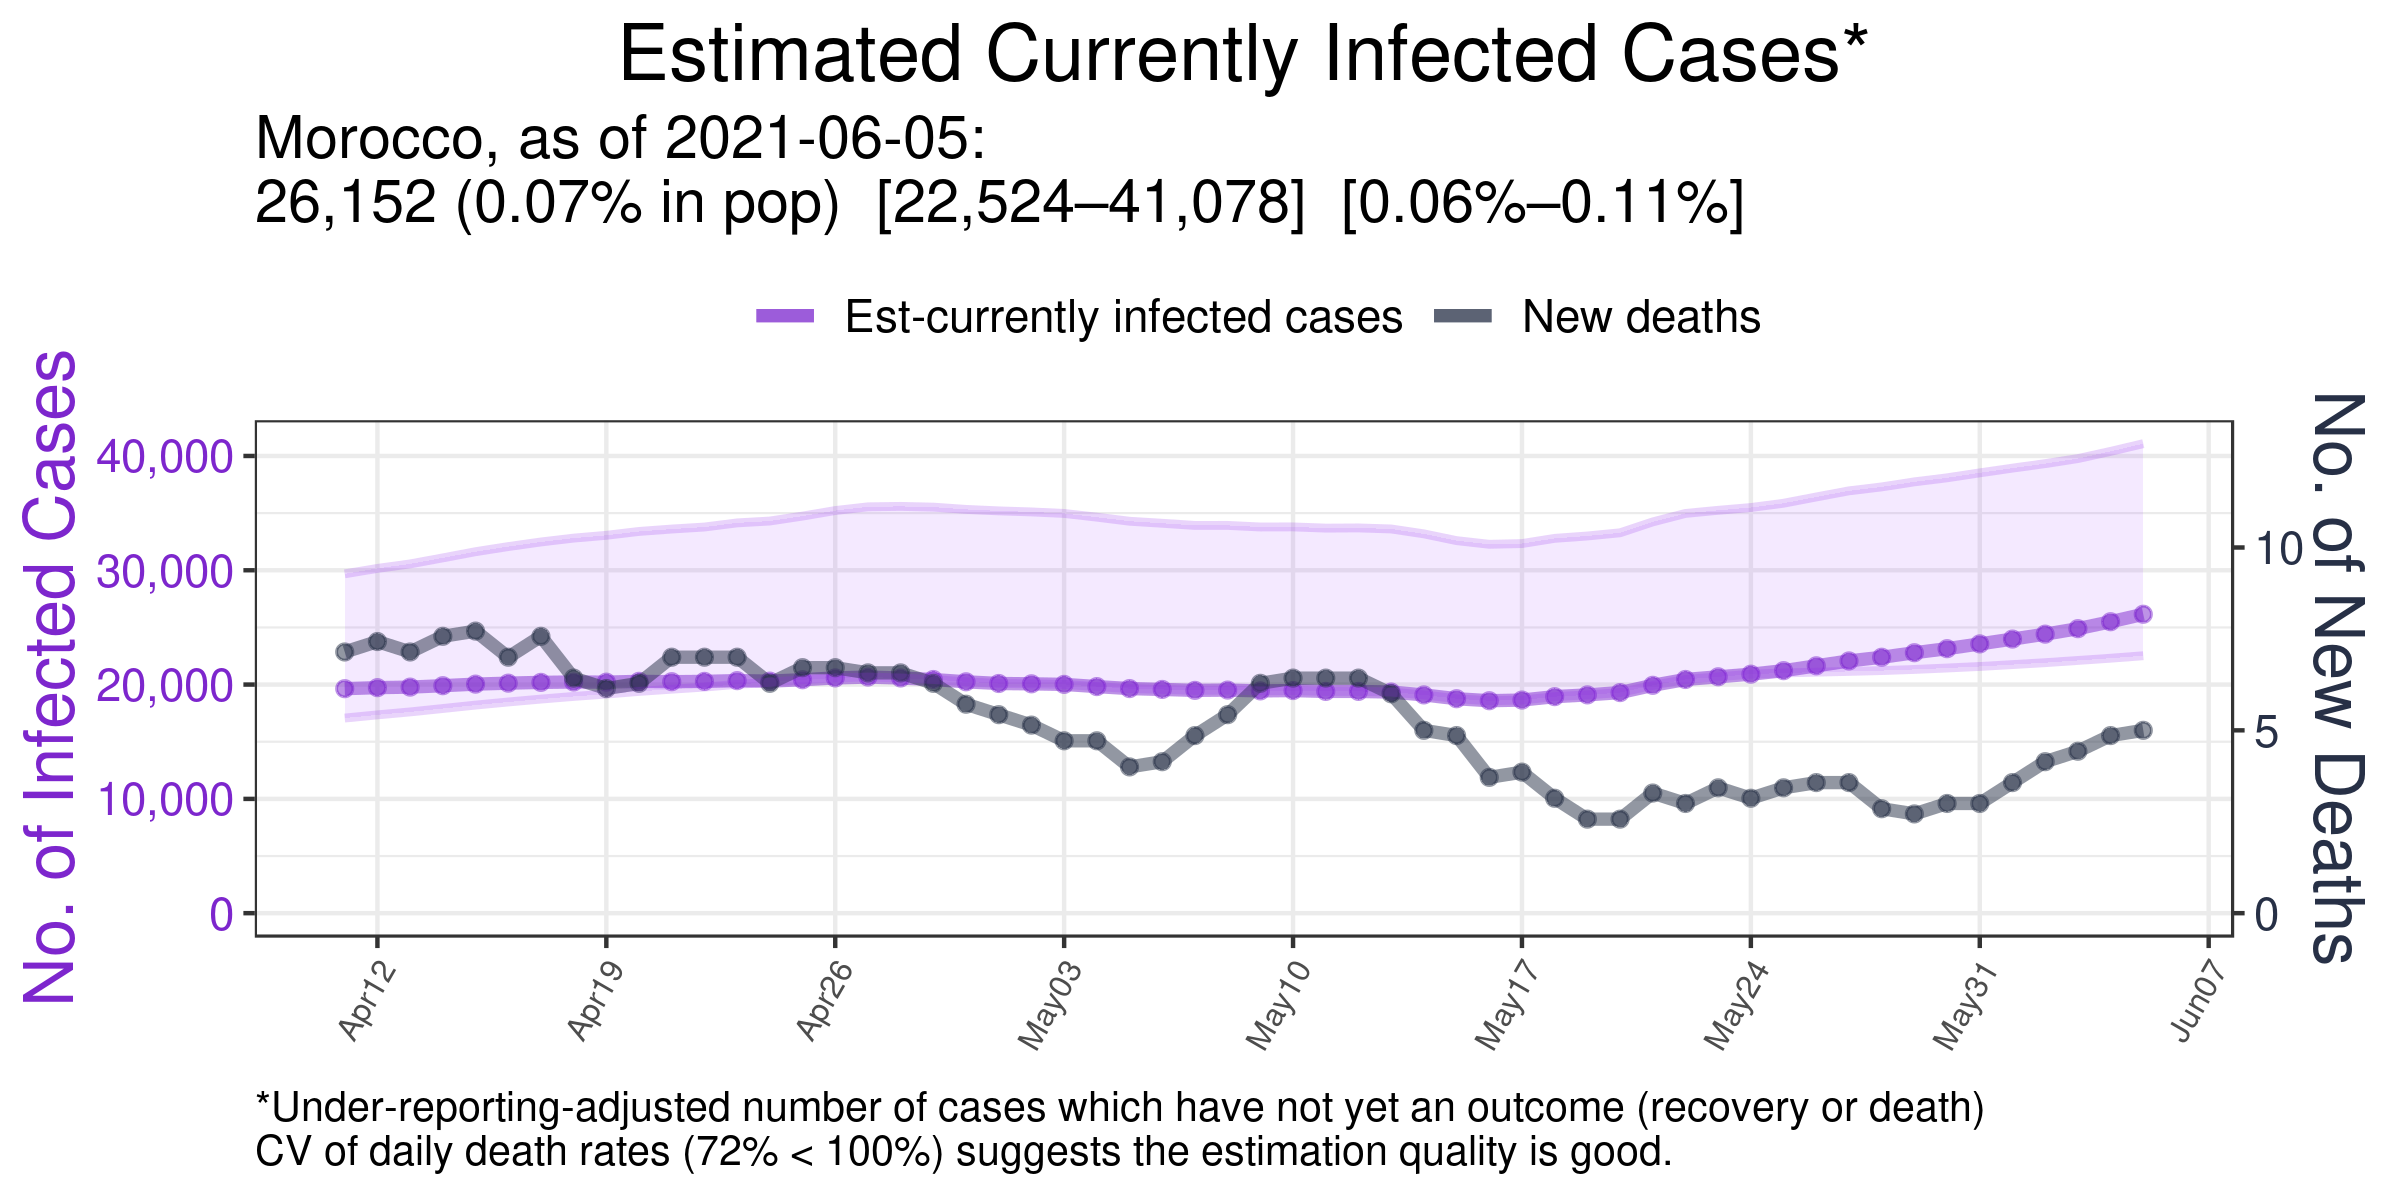 Estimated Currently Infected Cases*
Morocco, as of 2021-06-05:
26,152 (0.07% in pop)  [22,524–41,078]  [0.06%–0.11%]
Est-currently infected cases
New deaths
No. of Infected Cases
40,000
30,000
20,000
10,000
0
10
5
0
No. of New Deaths
Apr12
Apr19
Apr26
May03
May10
May17
May24
May31
Jun07
*Under-reporting-adjusted number of cases which have not yet an outcome (recovery or death)
CV of daily death rates (72% < 100%) suggests the estimation quality is good.